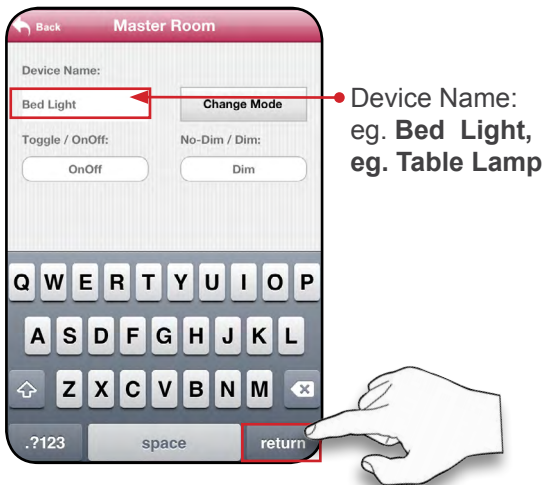 Back Master Room
Device Name:
Bed Light Change Mode
Toggle / OnOff: No-Dim / Dim:
OnOff Dim
Q W E R T Y U I O P
A S D F G H J K L
Z X C V B N M
.?123 space return
Device Name:
eg. Bed Light,
eg. Table Lamp